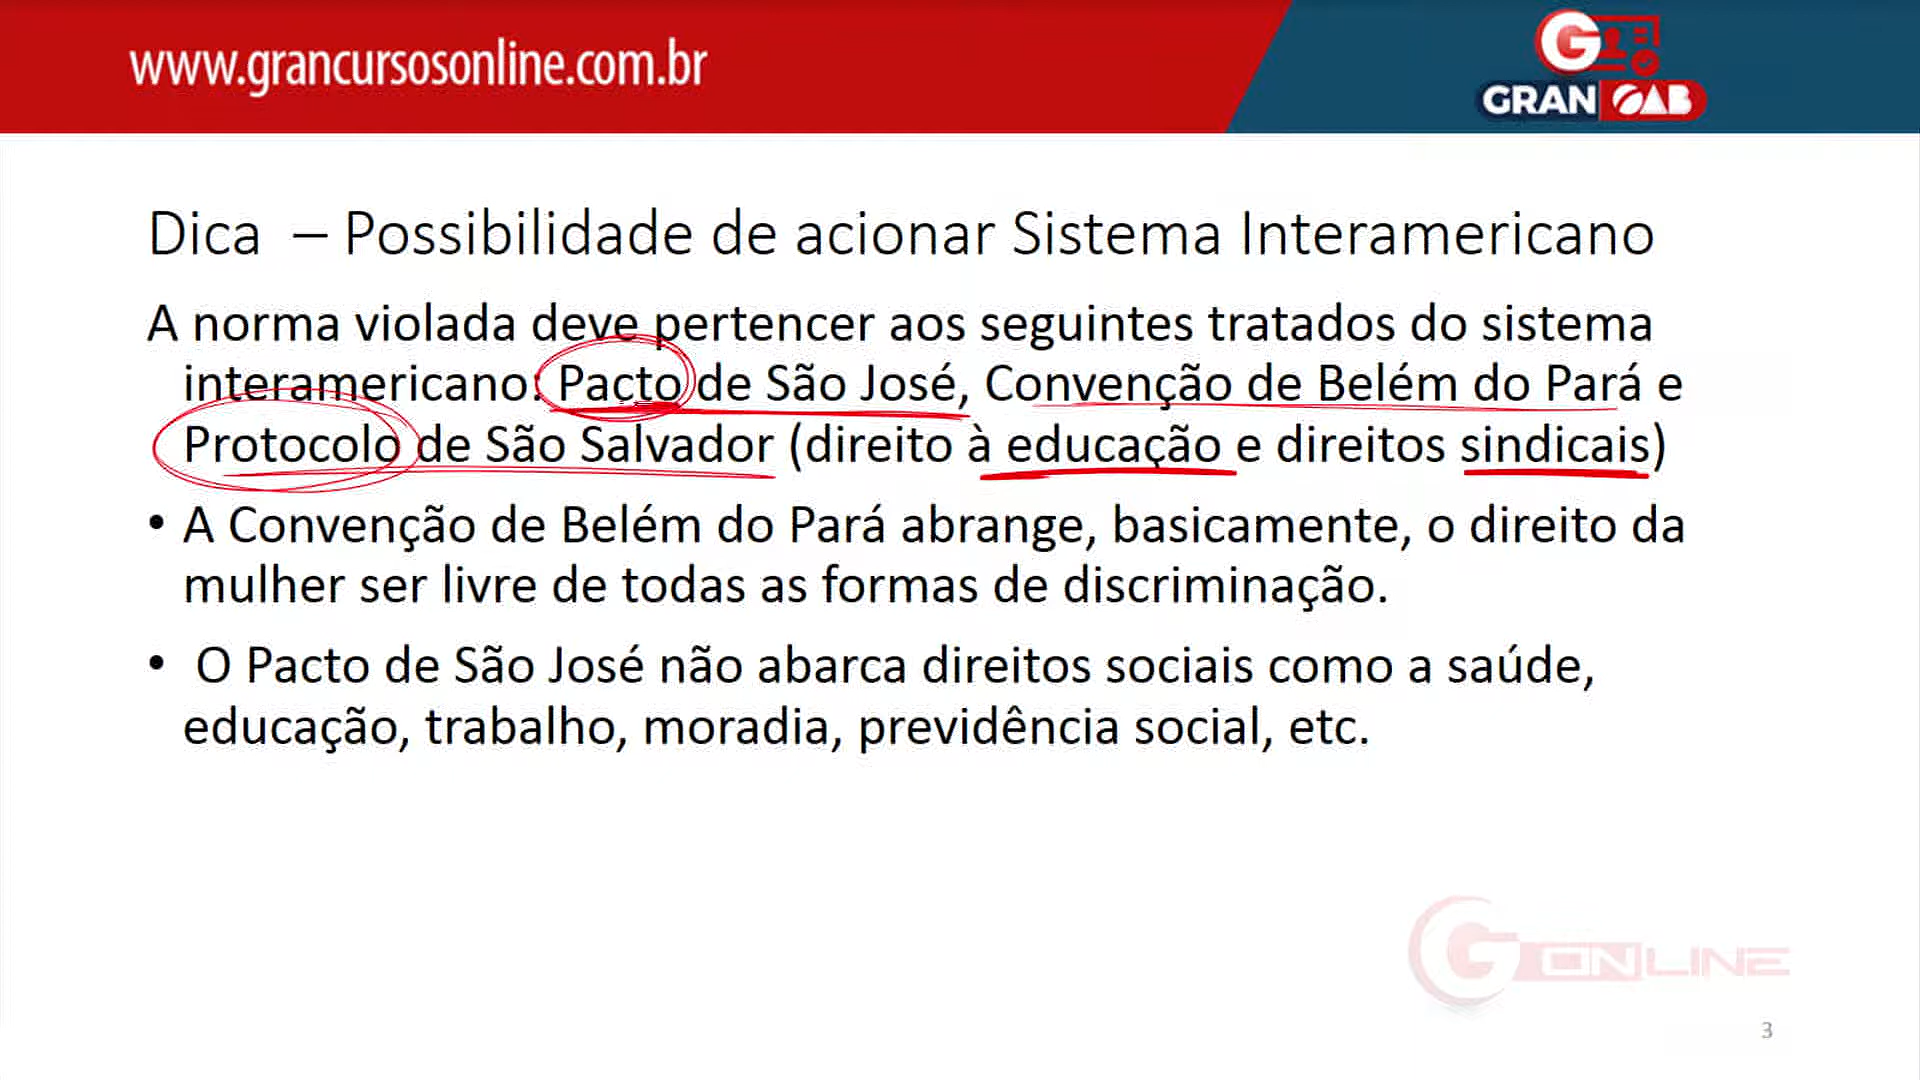 www.grancursosonline.com.br
GRAN OAB
Dica – Possibilidade de acionar Sistema Interamericano
A norma violada deve pertencer aos seguintes tratados do sistema
interamericano: Pacto de São José, Convenção de Belém do Pará e
Protocolo de São Salvador (direito à educação e direitos sindicais)
• A Convenção de Belém do Pará abrange, basicamente, o direito da
mulher ser livre de todas as formas de discriminação.
• O Pacto de São José não abarca direitos sociais como a saúde,
educação, trabalho, moradia, previdência social, etc.
G ONLINE
3